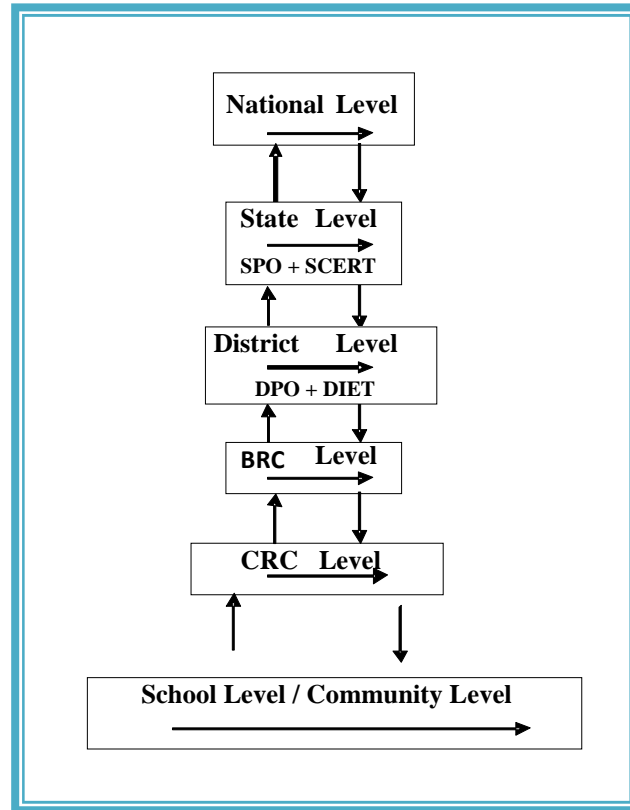 National Level
State Level
SPO + SCERT
District Level
DPO + DIET
BRC Level
CRC Level
School Level / Community Level